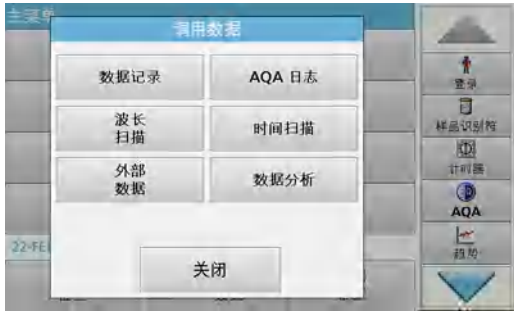 主菜单
调用数据
数据记录
AQA 日志
波长
扫描
时间扫描
外部
数据
数据分析
关闭
22-FE
登录
样品识别符
计时器
AQA
趋势